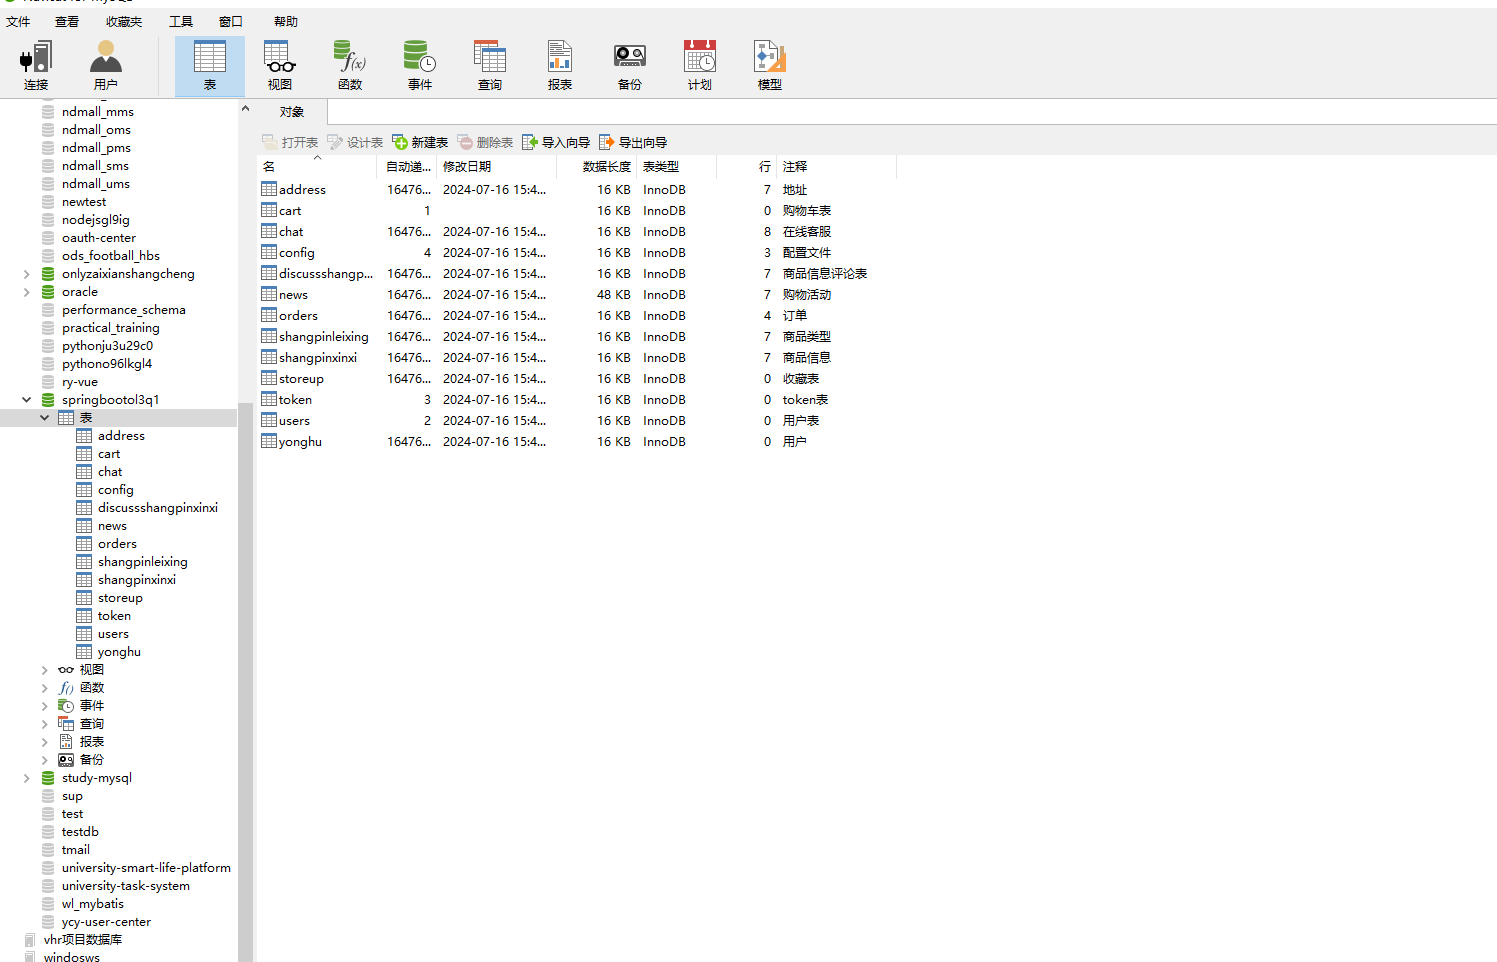 文件 查看 收藏夹 工具 窗口 帮助
连接 用户 表 视图 函数 事件 查询 报表 备份 计划 模型
ndmall_mms
ndmall_oms
ndmall_pms
ndmall_sms
ndmall_ums
newtest
nodejsgl9ig
oauth-center
ods_football_hbs
onlyzaixianshangcheng
oracle
performance_schema
practical_training
pythonju3u29c0
pythono96lkgl4
ry-vue
springbootol3q1
表
address
cart
chat
config
discussshangpinxinxi
news
orders
shangpinleixing
shangpinxinxi
storeup
token
users
yonghu
视图
函数
事件
查询
报表
备份
study-mysql
sup
test
testdb
tmail
university-smart-life-platform
university-task-system
wl_mybatis
ycy-user-center
vhr项目数据库
windosws
对象
打开表 设计表 新建表 删除表 导入向导 导出向导
名 自动递... 修改日期 数据长度 表类型 行 注释
address 16476... 2024-07-16 15:4... 16 KB InnoDB 7 地址
cart 1 16 KB InnoDB 0 购物车表
chat 16476... 2024-07-16 15:4... 16 KB InnoDB 8 在线客服
config 4 2024-07-16 15:4... 16 KB InnoDB 3 配置文件
discussshangp... 16476... 2024-07-16 15:4... 16 KB InnoDB 7 商品信息评论表
news 16476... 2024-07-16 15:4... 48 KB InnoDB 7 购物活动
orders 16476... 2024-07-16 15:4... 16 KB InnoDB 4 订单
shangpinleixing 16476... 2024-07-16 15:4... 16 KB InnoDB 7 商品类型
shangpinxinxi 16476... 2024-07-16 15:4... 16 KB InnoDB 7 商品信息
storeup 16476... 2024-07-16 15:4... 16 KB InnoDB 0 收藏表
token 3 2024-07-16 15:4... 16 KB InnoDB 0 token表
users 2 2024-07-16 15:4... 16 KB InnoDB 0 用户表
yonghu 16476... 2024-07-16 15:4... 16 KB InnoDB 0 用户